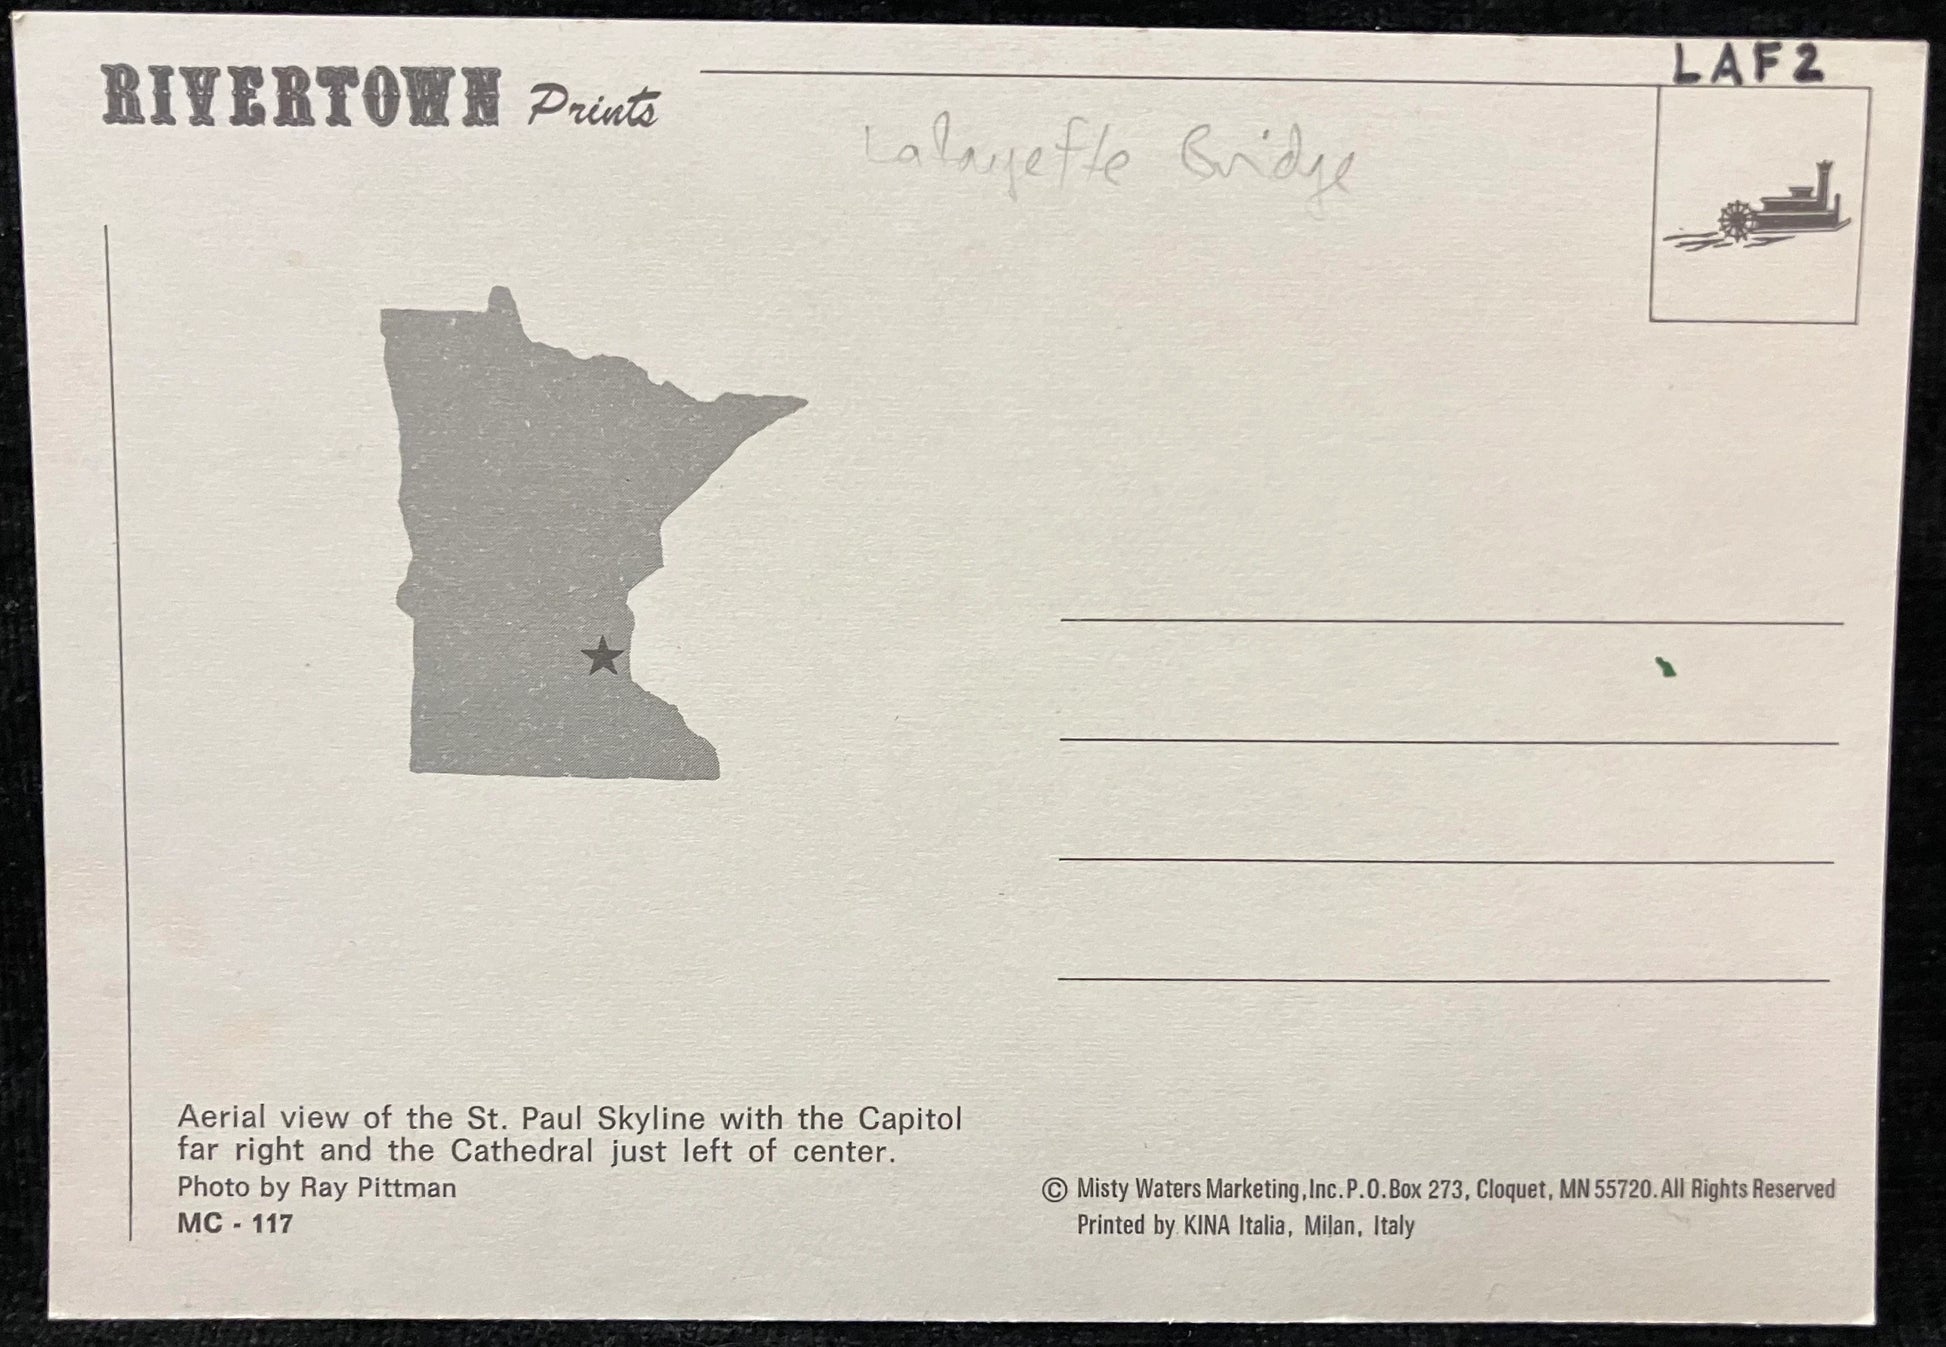 LAF 2
RIVERTOWN Prints
Lafayette Bridge
Aerial view of the St. Paul Skyline with the Capitol
far right and the Cathedral just left of center.
Photo by Ray Pittman
MC - 117
© Misty Waters Marketing, Inc. P.O. Box 273, Cloquet, MN 55720. All Rights Reserved
Printed by KINA Italia, Milan, Italy